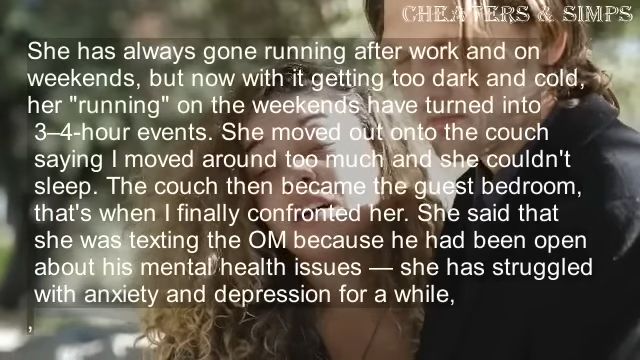 CHEATERS & SIMPS
She has always gone running after work and on
weekends, but now with it getting too dark and cold,
her "running" on the weekends have turned into
3–4-hour events. She moved out onto the couch
saying I moved around too much and she couldn't
sleep. The couch then became the guest bedroom,
that's when I finally confronted her. She said that
she was texting the OM because he had been open
about his mental health issues — she has struggled
with anxiety and depression for a while,
,